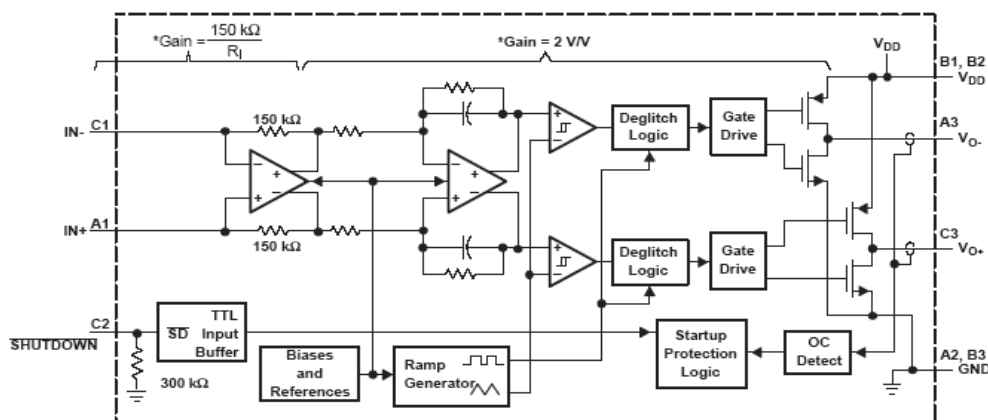 *Gain = 150 kΩ
R_I
*Gain = 2 V/V
V_DD
B1, B2
V_DD
IN- C1
150 kΩ
Deglitch
Logic
Gate
Drive
A3
V_O-
IN+ A1
150 kΩ
Deglitch
Logic
Gate
Drive
C3
V_O+
C2
SHUTDOWN
300 kΩ
SD
TTL
Input
Buffer
Biases
and
References
Ramp
Generator
Startup
Protection
Logic
OC
Detect
A2, B3
GND